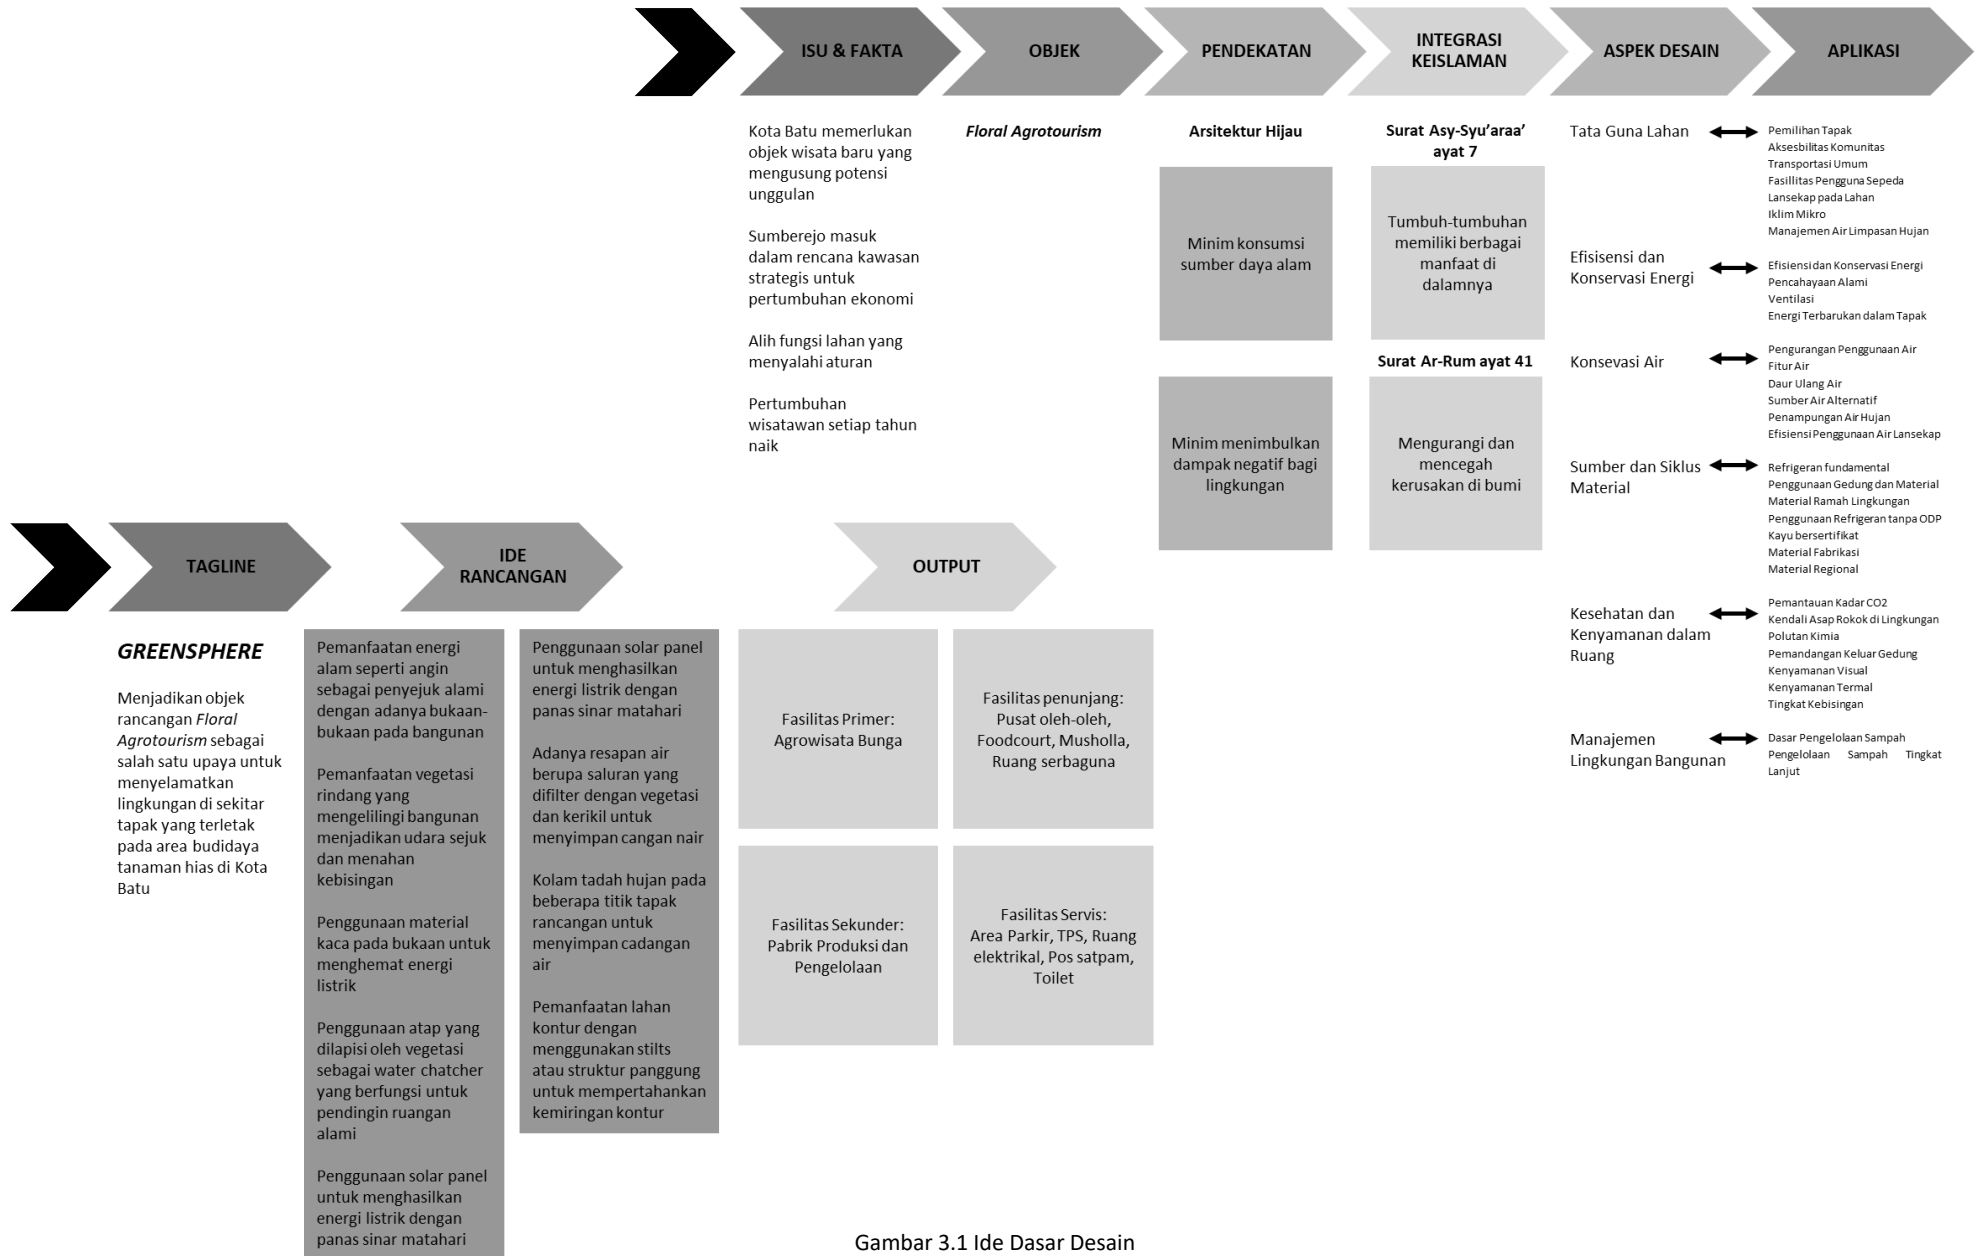 ISU & FAKTA
OBJEK
PENDEKATAN
INTEGRASI
KEISLAMAN
ASPEK DESAIN
APLIKASI
Kota Batu memerlukan
objek wisata baru yang
mengusung potensi
unggulan
Sumberejo masuk
dalam rencana kawasan
strategis untuk
pertumbuhan ekonomi
Alih fungsi lahan yang
menyalahi aturan
Pertumbuhan
wisatawan setiap tahun
naik
Floral Agrotourism
Arsitektur Hijau
Minim konsumsi
sumber daya alam
Minim menimbulkan
dampak negatif bagi
lingkungan
Surat Asy-Syu’araa’
ayat 7
Tumbuh-tumbuhan
memiliki berbagai
manfaat di
dalamnya
Surat Ar-Rum ayat 41
Mengurangi dan
mencegah
kerusakan di bumi
Tata Guna Lahan
Pemilihan Tapak
Aksesbilitas Komunitas
Transportasi Umum
Fasillitas Pengguna Sepeda
Lansekap pada Lahan
Iklim Mikro
Manajemen Air Limpasan Hujan
Efisisensi dan
Konservasi Energi
Efisiensi dan Konservasi Energi
Pencahayaan Alami
Ventilasi
Energi Terbarukan dalam Tapak
Konsevasi Air
Pengurangan Penggunaan Air
Fitur Air
Daur Ulang Air
Sumber Air Alternatif
Penampungan Air Hujan
Efisiensi Penggunaan Air Lansekap
Sumber dan Siklus
Material
Refrigeran fundamental
Penggunaan Gedung dan Material
Material Ramah Lingkungan
Penggunaan Refrigeran tanpa ODP
Kayu bersertifikat
Material Fabrikasi
Material Regional
Kesehatan dan
Kenyamanan dalam
Ruang
Pemantauan Kadar CO2
Kendali Asap Rokok di Lingkungan
Polutan Kimia
Pemandangan Keluar Gedung
Kenyamanan Visual
Kenyamanan Termal
Tingkat Kebisingan
Manajemen
Lingkungan Bangunan
Dasar Pengelolaan Sampah
Pengelolaan Sampah Tingkat
Lanjut
TAGLINE
IDE
RANCANGAN
OUTPUT
GREENSPHERE
Menjadikan objek
rancangan Floral
Agrotourism sebagai
salah satu upaya untuk
menyelamatkan
lingkungan di sekitar
tapak yang terletak
pada area budidaya
tanaman hias di Kota
Batu
Pemanfaatan energi
alam seperti angin
sebagai penyejuk alami
dengan adanya bukaan-
bukaan pada bangunan
Pemanfaatan vegetasi
rindang yang
mengelilingi bangunan
menjadikan udara sejuk
dan menahan
kebisingan
Penggunaan material
kaca pada bukaan untuk
menghemat energi
listrik
Penggunaan atap yang
dilapisi oleh vegetasi
sebagai water chatcher
yang berfungsi untuk
pendingin ruangan
alami
Penggunaan solar panel
untuk menghasilkan
energi listrik dengan
panas sinar matahari
Penggunaan solar panel
untuk menghasilkan
energi listrik dengan
panas sinar matahari
Adanya resapan air
berupa saluran yang
difilter dengan vegetasi
dan kerikil untuk
menyimpan cangan nair
Kolam tadah hujan pada
beberapa titik tapak
rancangan untuk
menyimpan cadangan
air
Pemanfaatan lahan
kontur dengan
menggunakan stilts
atau struktur panggung
untuk mempertahankan
kemiringan kontur
Fasilitas Primer:
Agrowisata Bunga
Fasilitas penunjang:
Pusat oleh-oleh,
Foodcourt, Musholla,
Ruang serbaguna
Fasilitas Sekunder:
Pabrik Produksi dan
Pengelolaan
Fasilitas Servis:
Area Parkir, TPS, Ruang
elektrikal, Pos satpam,
Toilet
Gambar 3.1 Ide Dasar Desain